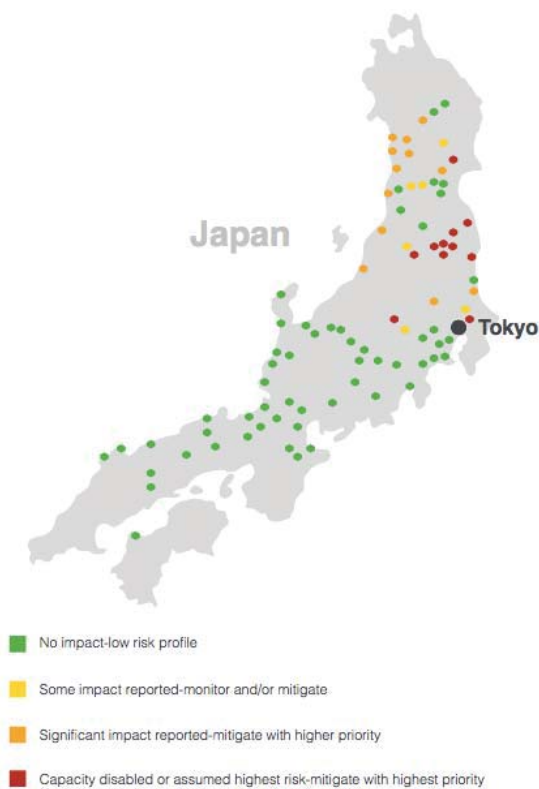 Japan
Tokyo
No impact-low risk profile
Some impact reported-monitor and/or mitigate
Significant impact reported-mitigate with higher priority
Capacity disabled or assumed highest risk-mitigate with highest priority